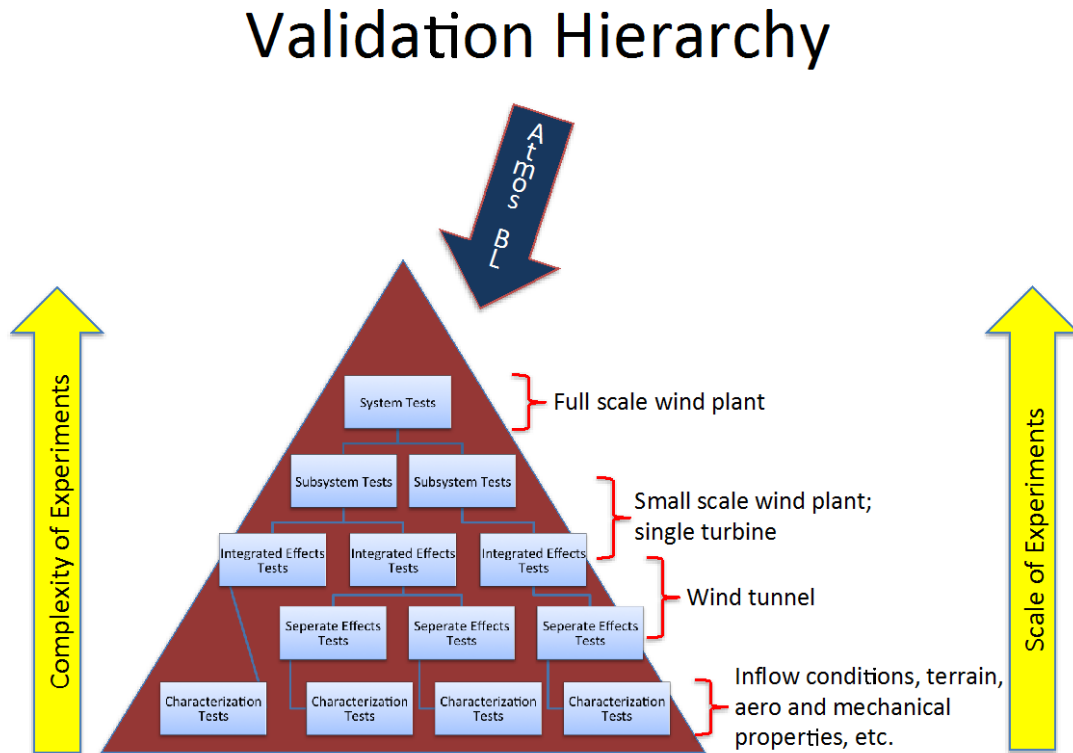 Validation Hierarchy
Atmos BL
Complexity of Experiments
Scale of Experiments
System Tests
Full scale wind plant
Subsystem Tests
Subsystem Tests
Small scale wind plant;
single turbine
Integrated Effects
Tests
Integrated Effects
Tests
Integrated Effects
Tests
Wind tunnel
Seperate Effects
Tests
Seperate Effects
Tests
Seperate Effects
Tests
Characterization
Tests
Characterization
Tests
Characterization
Tests
Characterization
Tests
Inflow conditions, terrain,
aero and mechanical
properties, etc.